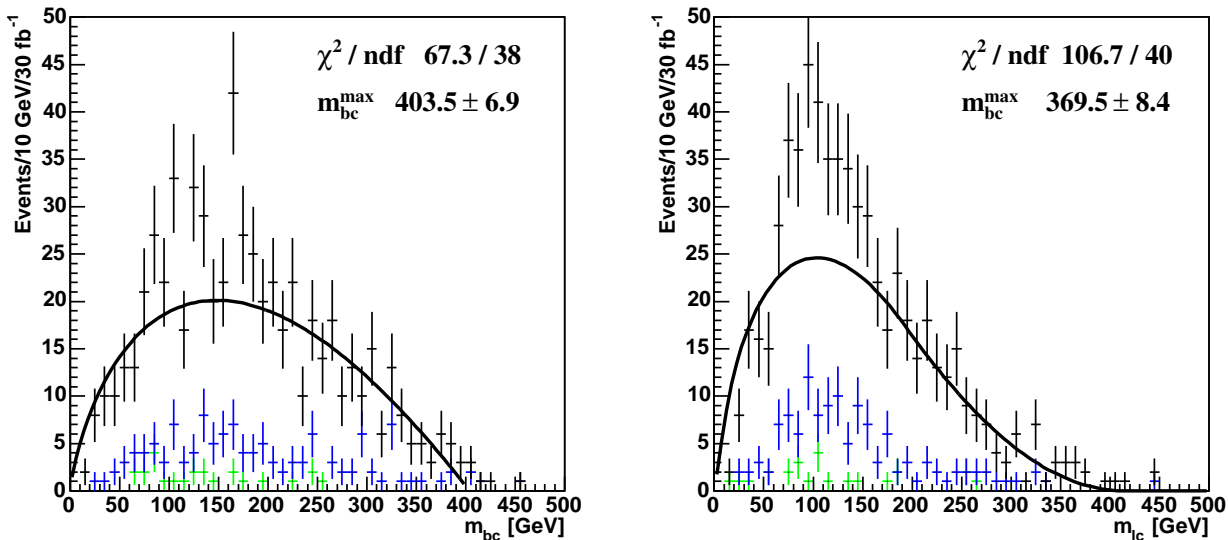 Events/10 GeV/30 fb⁻¹
50
45
40
35
30
25
20
15
10
5
0
χ² / ndf 67.3 / 38
m_bc^max 403.5 ± 6.9
0 50 100 150 200 250 300 350 400 450 500
m_bc [GeV]
Events/10 GeV/30 fb⁻¹
50
45
40
35
30
25
20
15
10
5
0
χ² / ndf 106.7 / 40
m_bc^max 369.5 ± 8.4
0 50 100 150 200 250 300 350 400 450 500
m_lc [GeV]